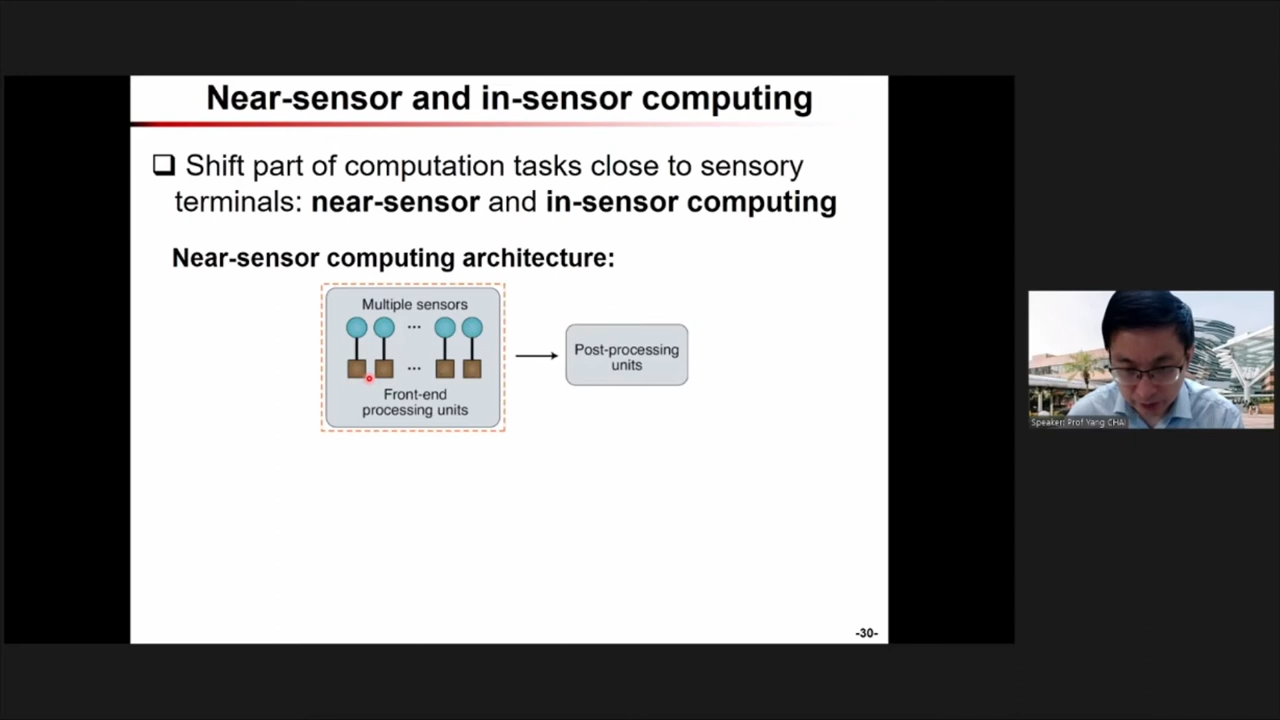 Near-sensor and in-sensor computing
❑ Shift part of computation tasks close to sensory
terminals: near-sensor and in-sensor computing
Near-sensor computing architecture:
Multiple sensors
...
...
Front-end
processing units
Post-processing
units
Speaker: Prof Yang CHAI
-30-